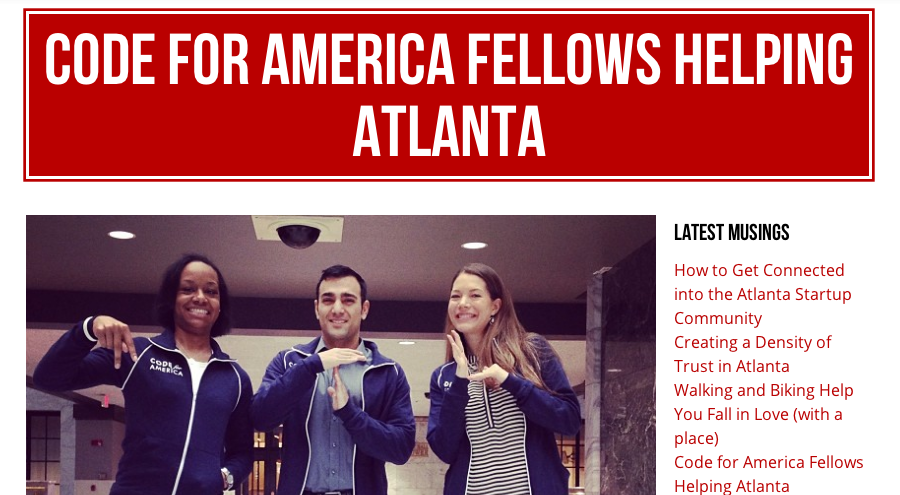 CODE FOR AMERICA FELLOWS HELPING
ATLANTA
CODE for
AMERICA
LATEST MUSINGS
How to Get Connected
into the Atlanta Startup
Community
Creating a Density of
Trust in Atlanta
Walking and Biking Help
You Fall in Love (with a
place)
Code for America Fellows
Helping Atlanta